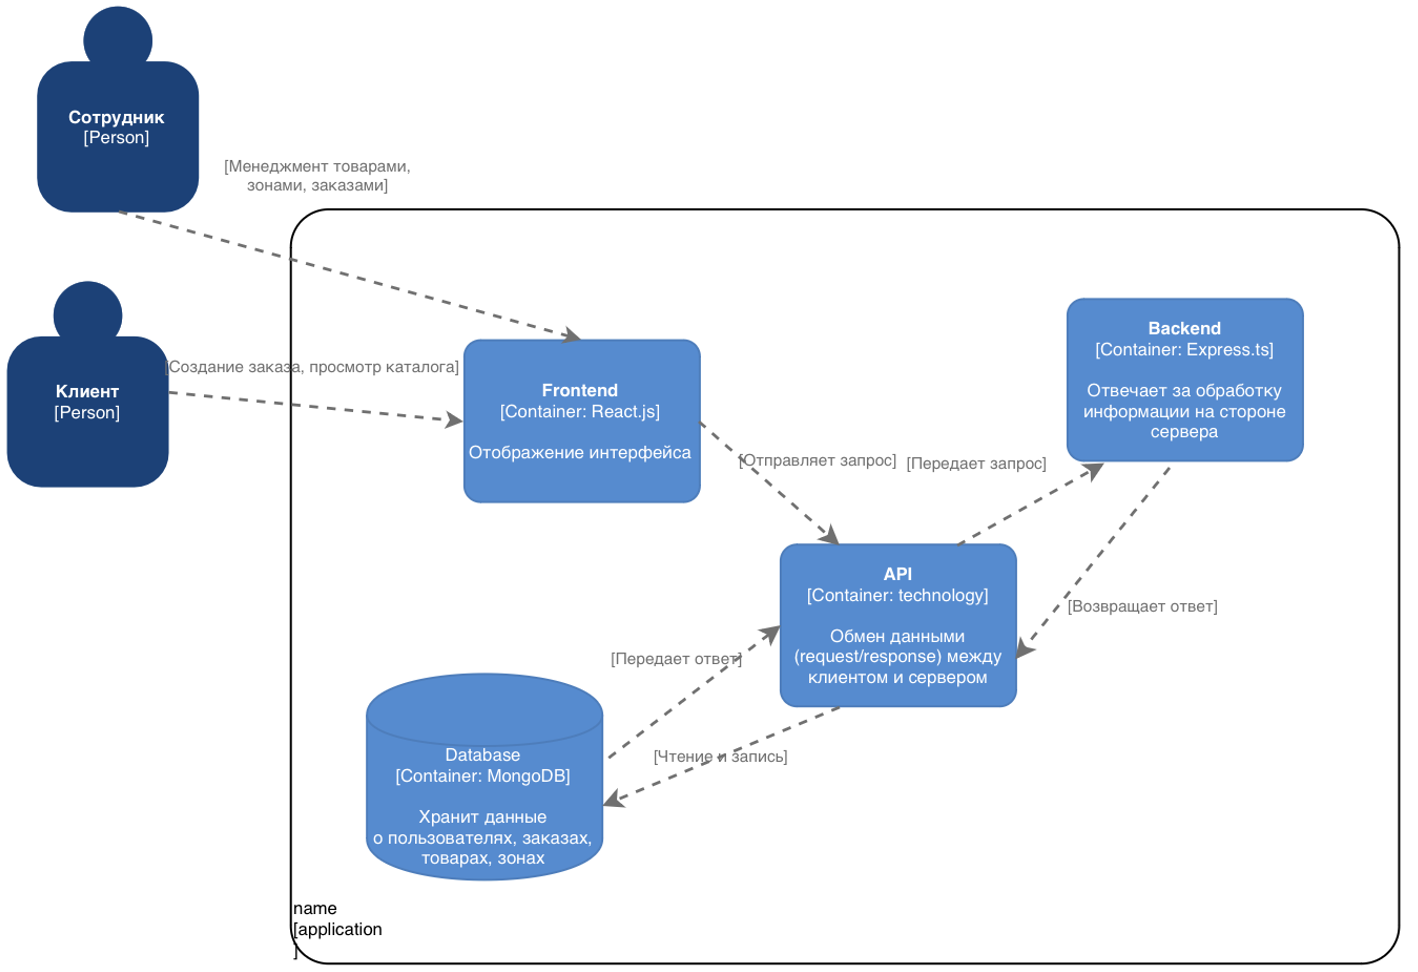 Сотрудник
[Person]
[Менеджмент товарами,
зонами, заказами]
Клиент
[Person]
[Создание заказа, просмотр каталога]
Frontend
[Container: React.js]
Отображение интерфейса
Backend
[Container: Express.ts]
Отвечает за обработку
информации на стороне
сервера
[Отправляет запрос]
[Передает запрос]
API
[Container: technology]
Обмен данными
(request/response) между
клиентом и сервером
[Возвращает ответ]
[Передает ответ]
[Чтение и запись]
Database
[Container: MongoDB]
Хранит данные
о пользователях, заказах,
товарах, зонах
name
[application
]